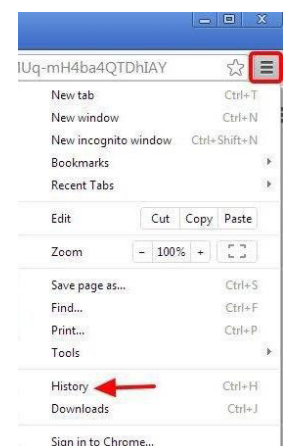 IUq-mH4ba4QTDhIAY
New tab Ctrl+T
New window Ctrl+N
New incognito window Ctrl+Shift+N
Bookmarks
Recent Tabs
Edit Cut Copy Paste
Zoom - 100% +
Save page as... Ctrl+S
Find... Ctrl+F
Print... Ctrl+P
Tools
History Ctrl+H
Downloads Ctrl+J
Sign in to Chrome...